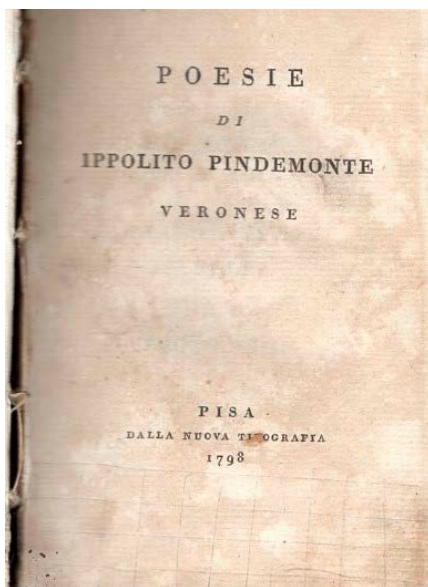 POESIE
DI
IPPOLITO PINDEMONTE
VERONESE
PISA
DALLA NUOVA TIPOGRAFIA
1798